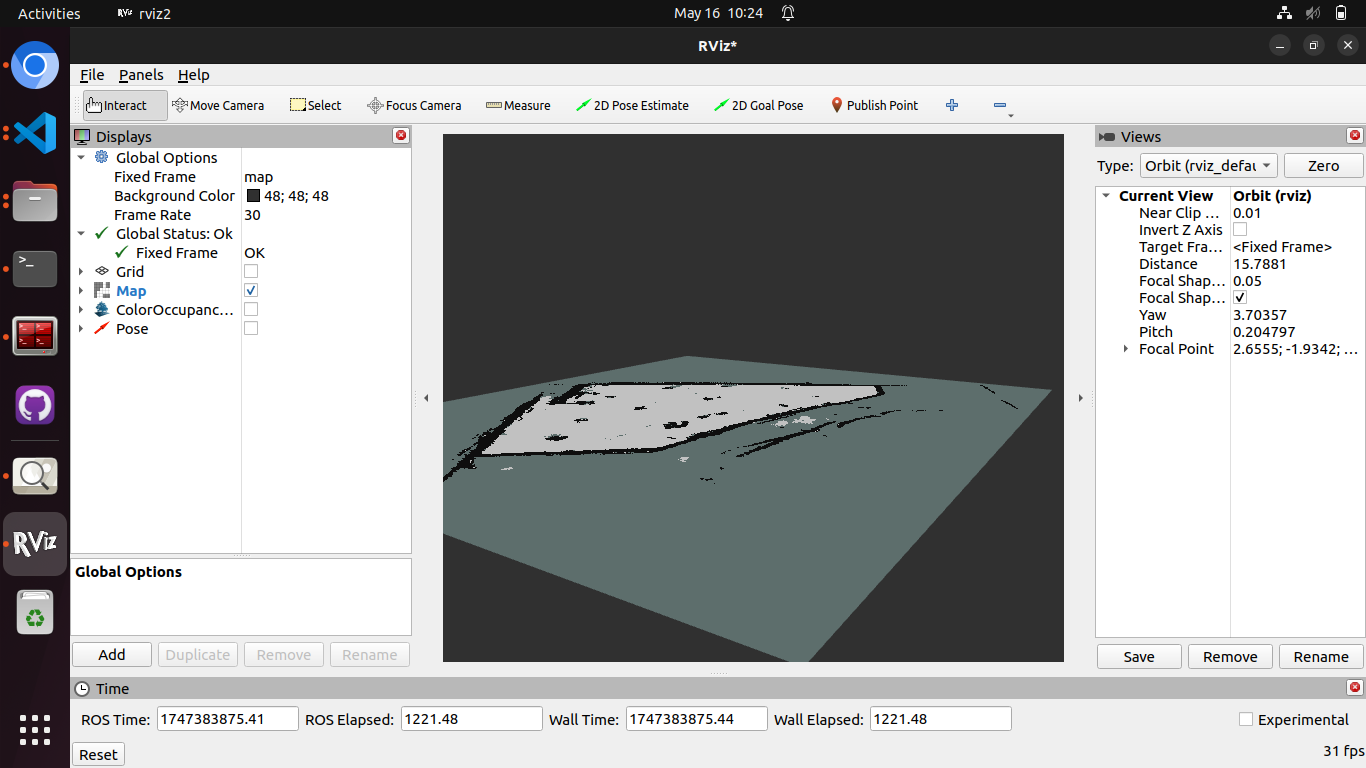 Activities RViz rviz2 May 16 10:24
RViz*
File Panels Help
Interact Move Camera Select Focus Camera Measure 2D Pose Estimate 2D Goal Pose Publish Point
Displays
Global Options
Fixed Frame map
Background Color 48; 48; 48
Frame Rate 30
Global Status: Ok
Fixed Frame OK
Grid
Map
ColorOccupanc...
Pose
Global Options
Add Duplicate Remove Rename
Views
Type: Orbit (rviz_defau Zero
Current View Orbit (rviz)
Near Clip ... 0.01
Invert Z Axis
Target Fra... <Fixed Frame>
Distance 15.7881
Focal Shap... 0.05
Focal Shap...
Yaw 3.70357
Pitch 0.204797
Focal Point 2.6555; -1.9342; ...
Save Remove Rename
RViz
Time
ROS Time: 1747383875.41 ROS Elapsed: 1221.48 Wall Time: 1747383875.44 Wall Elapsed: 1221.48 Experimental
Reset 31 fps